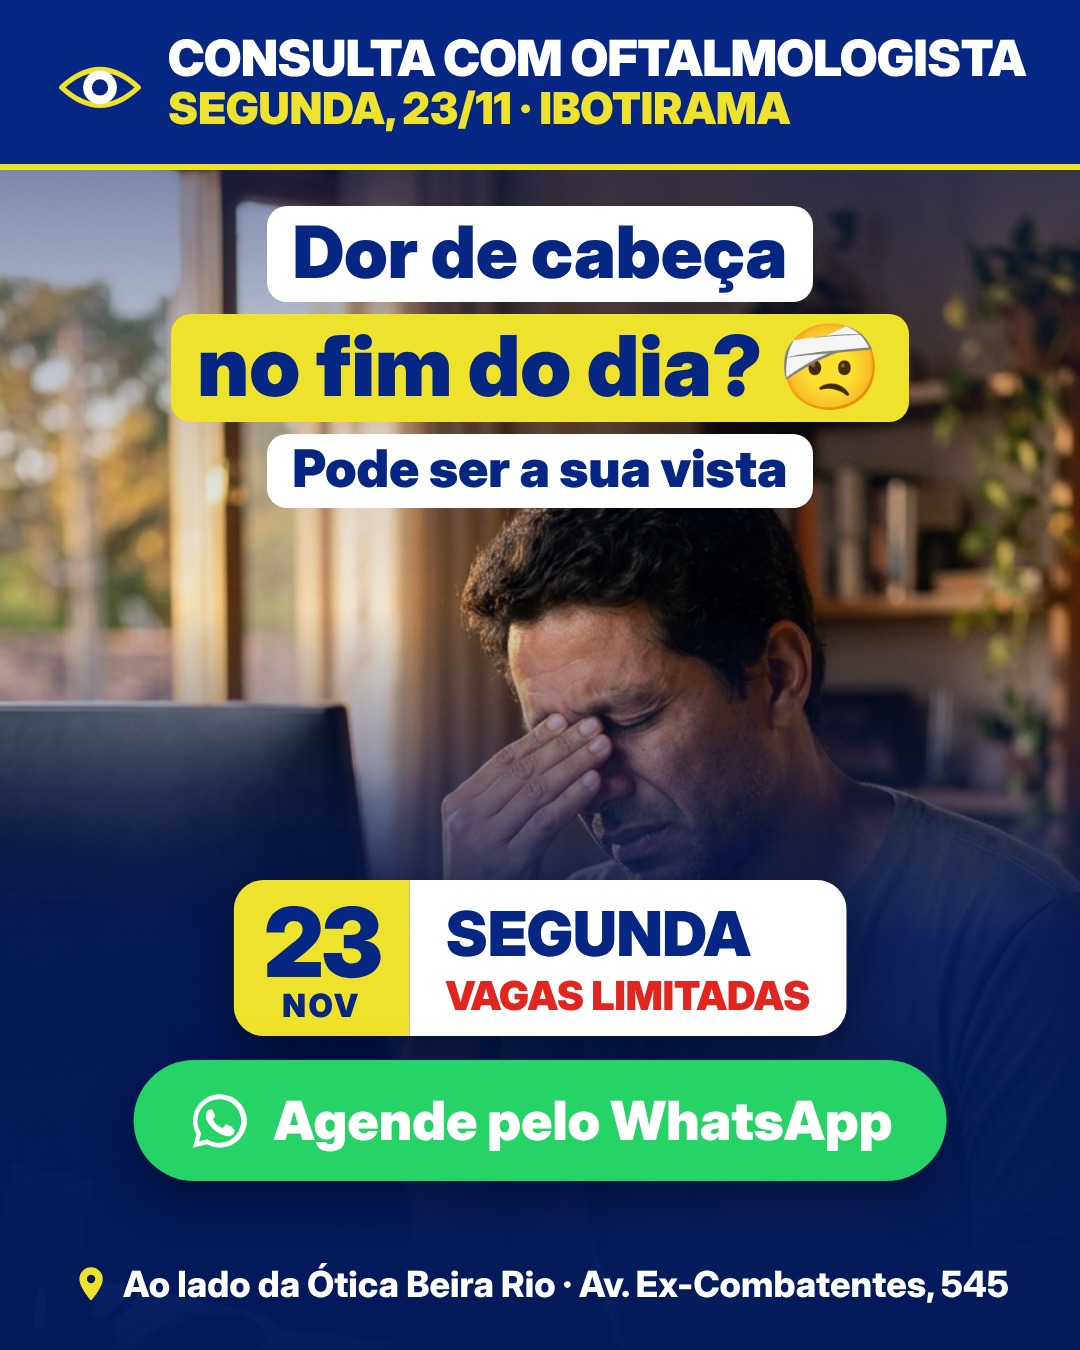 CONSULTA COM OFTALMOLOGISTA
SEGUNDA, 23/11 · IBOTIRAMA
Dor de cabeça
no fim do dia? 🤕
Pode ser a sua vista
23
NOV
SEGUNDA
VAGAS LIMITADAS
Agende pelo WhatsApp
Ao lado da Ótica Beira Rio · Av. Ex-Combatentes, 545